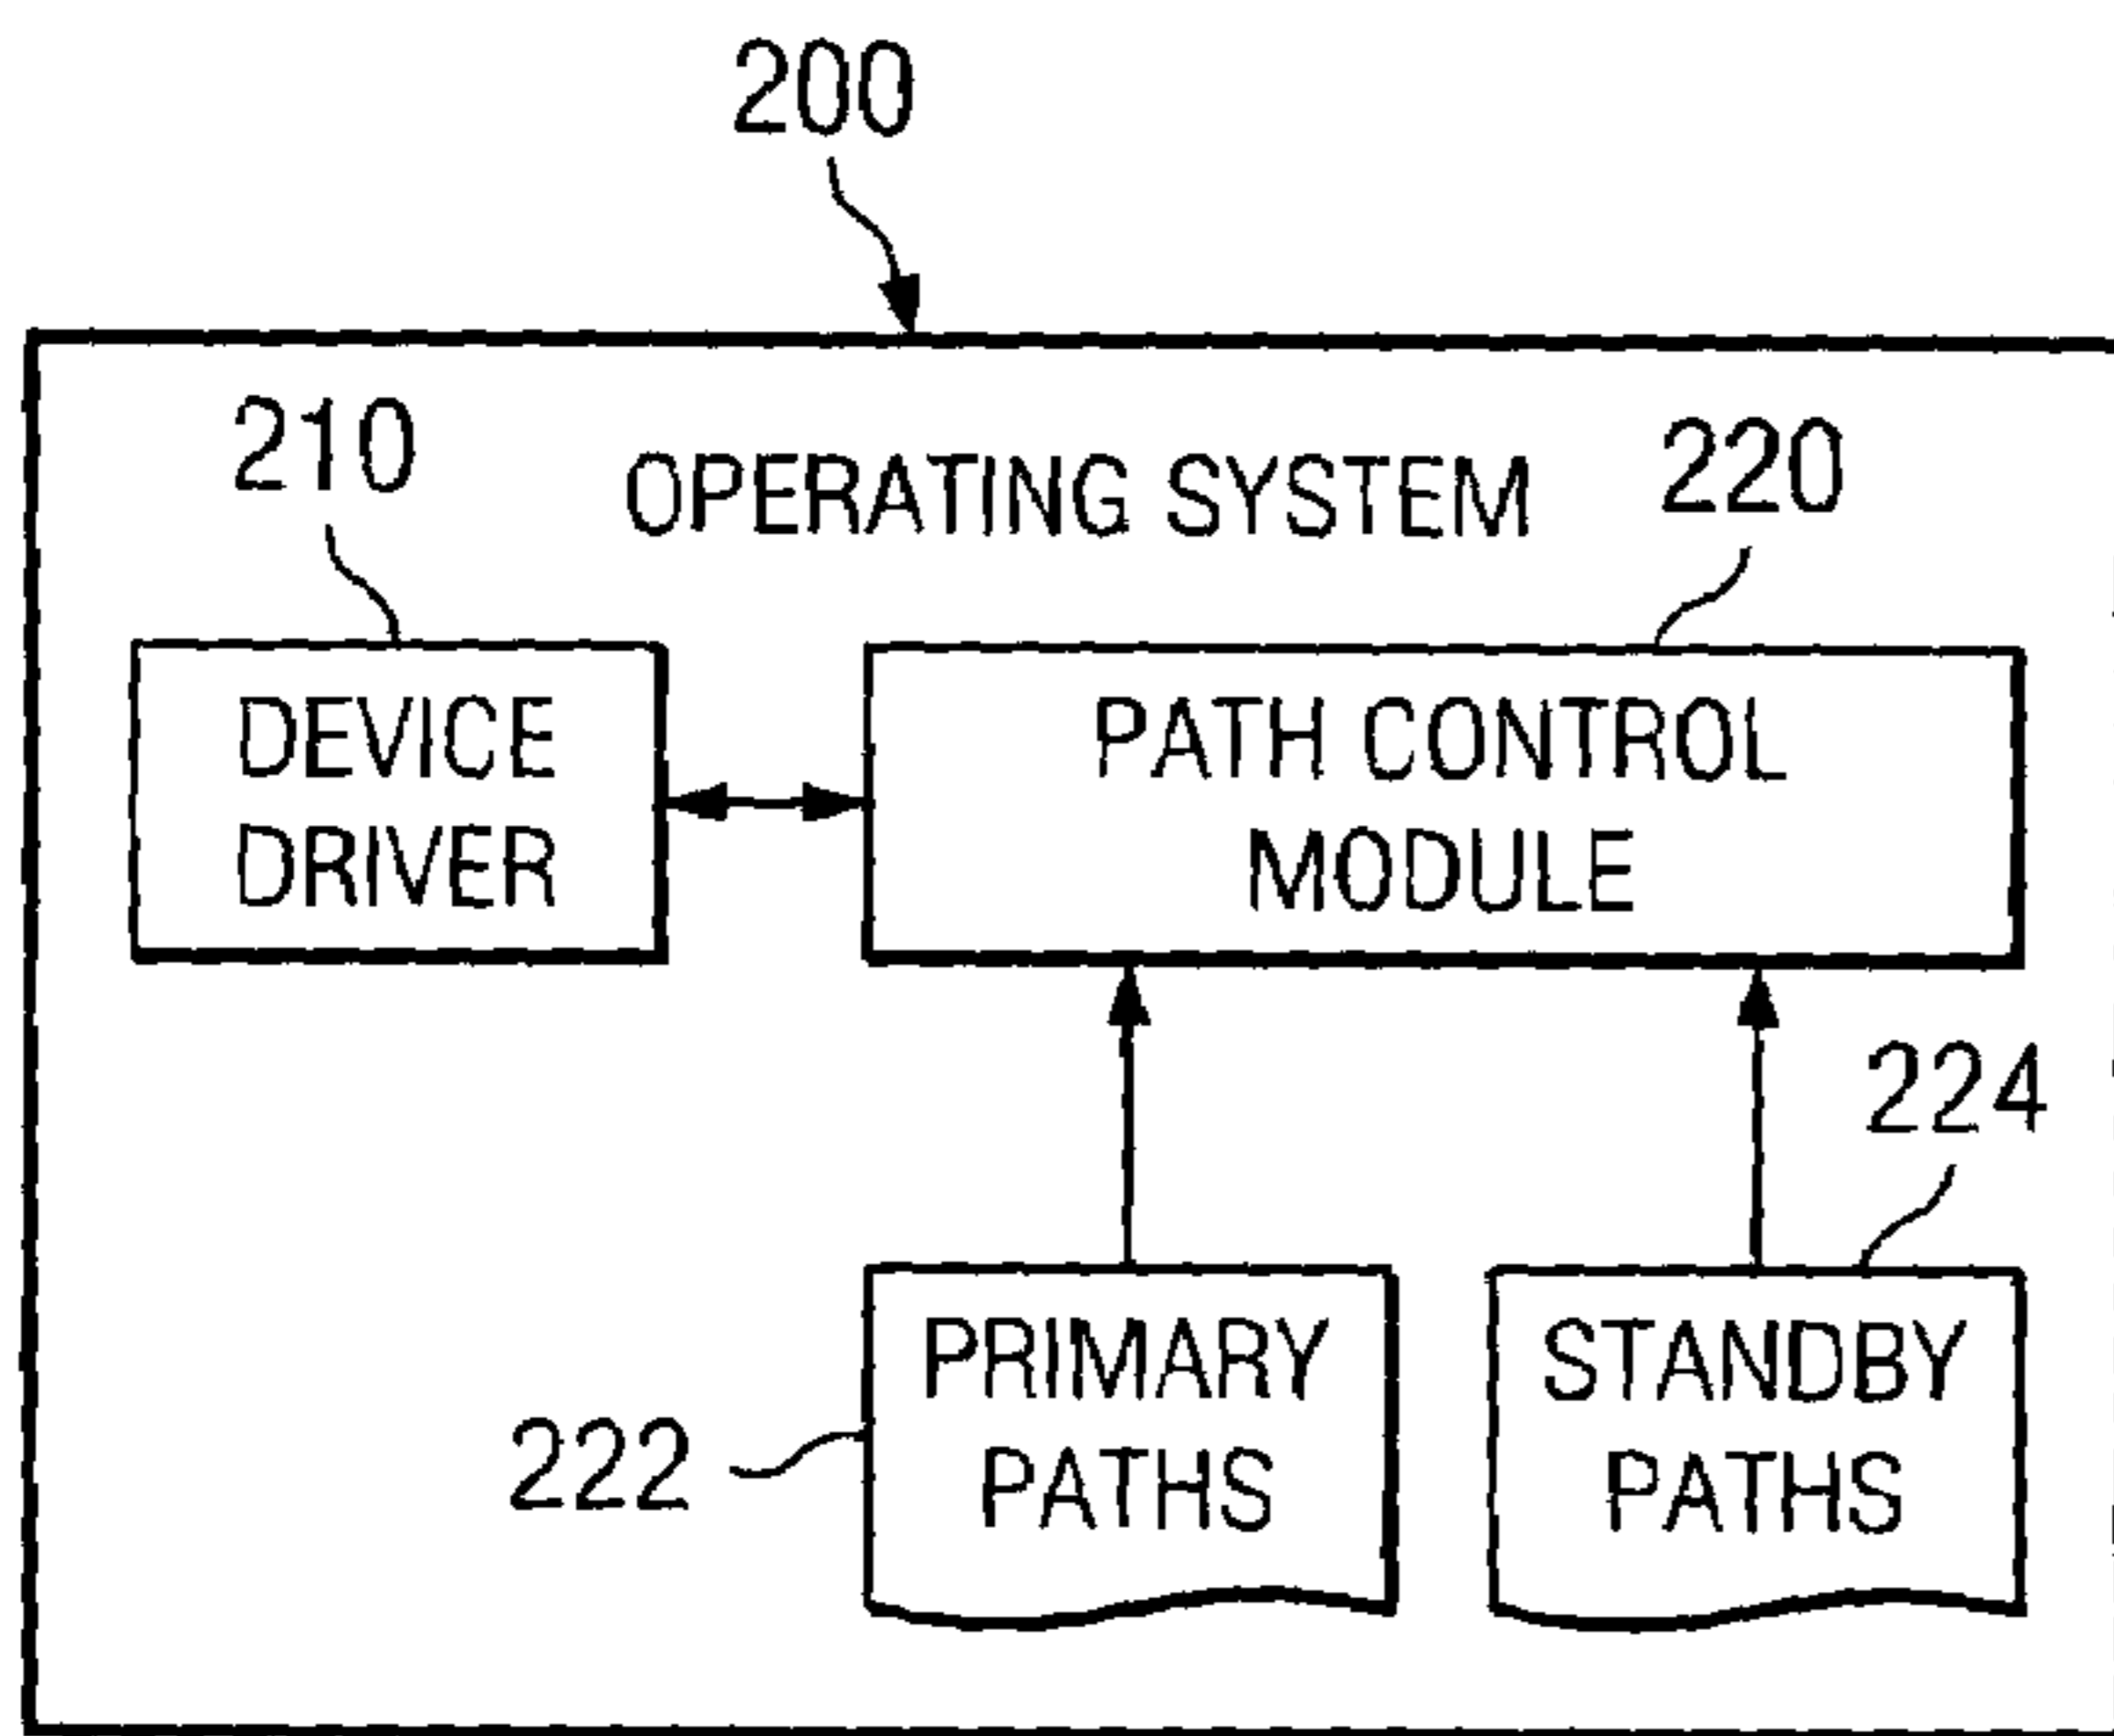 200
210
OPERATING SYSTEM
220
DEVICE
DRIVER
PATH CONTROL
MODULE
224
PRIMARY
PATHS
STANDBY
PATHS
222